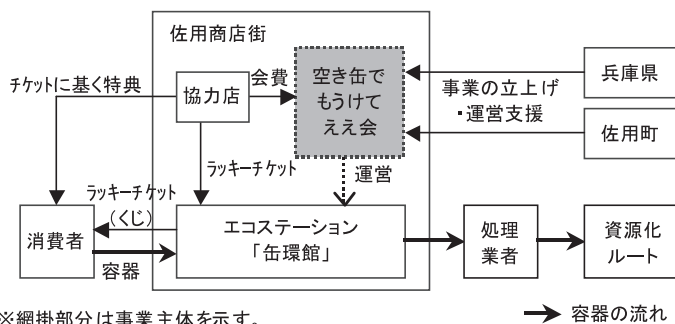 佐用商店街
チケットに基く特典
協力店
会費
空き缶で
もうけて
ええ会
事業の立上げ
・運営支援
兵庫県
佐用町
ラッキーチケット
運営
ラッキーチケット
(くじ)
消費者
容器
エコステーション
「缶環館」
処理
業者
資源化
ルート
※網掛部分は事業主体を示す。
容器の流れ